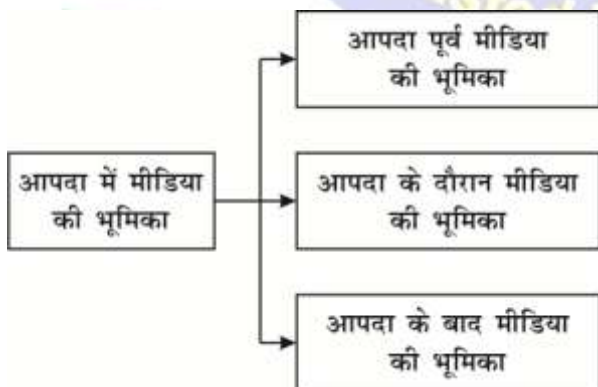 आपदा पूर्व मीडिया
की भूमिका
आपदा में मीडिया
की भूमिका
आपदा के दौरान मीडिया
की भूमिका
आपदा के बाद मीडिया
की भूमिका